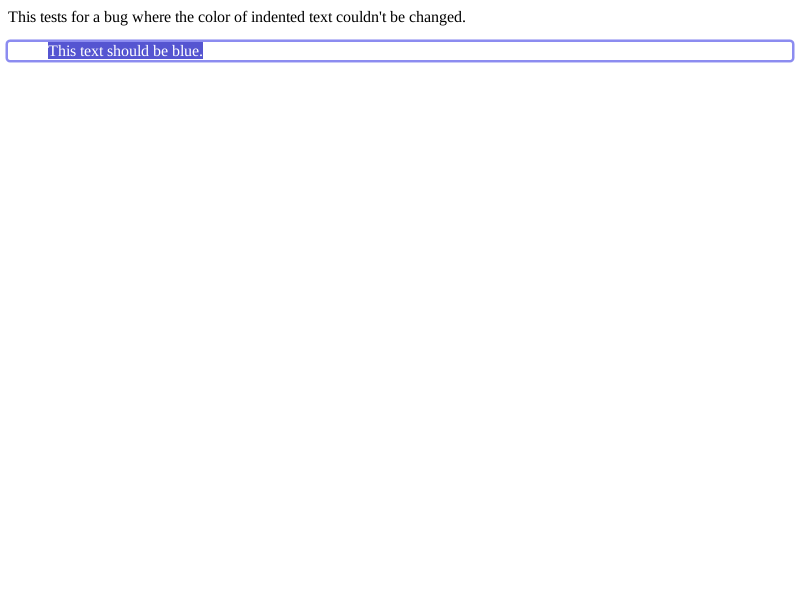 This tests for a bug where the color of indented text couldn't be changed.
This text should be blue.